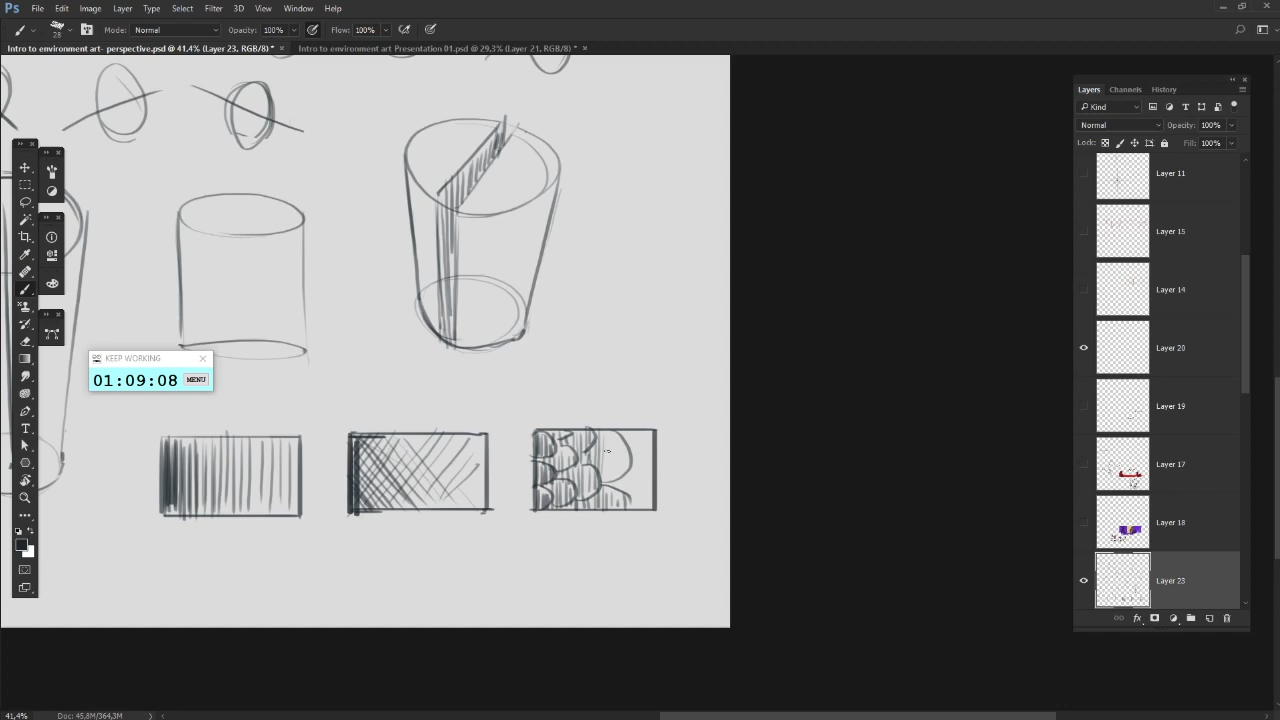 Ps File Edit Image Layer Type Select Filter 3D View Window Help
28 Mode: Normal Opacity: 100% Flow: 100%
Intro to environment art- perspective.psd @ 41,4% (Layer 23, RGB/8) * × Intro to environment art Presentation 01.psd @ 29,3% (Layer 21, RGB/8) * ×
Layers Channels History
Kind
Normal Opacity: 100%
Lock: Fill: 100%
Layer 11
Layer 15
Layer 14
Layer 20
Layer 19
Layer 17
Layer 18
Layer 23
KEEP WORKING
01:09:08 MENU
41,4% Doc: 45,8M/364,3M